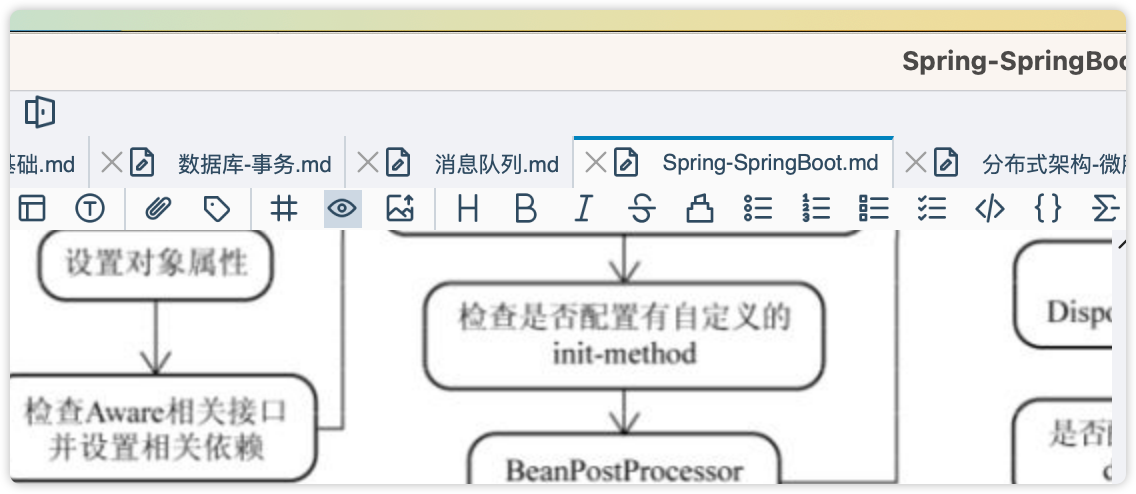 Spring-SpringBoo
基础.md
数据库-事务.md
消息队列.md
Spring-SpringBoot.md
分布式架构-微服
设置对象属性
检查是否配置有自定义的
init-method
检查Aware相关接口
并设置相关依赖
BeanPostProcessor
Dispo
是否